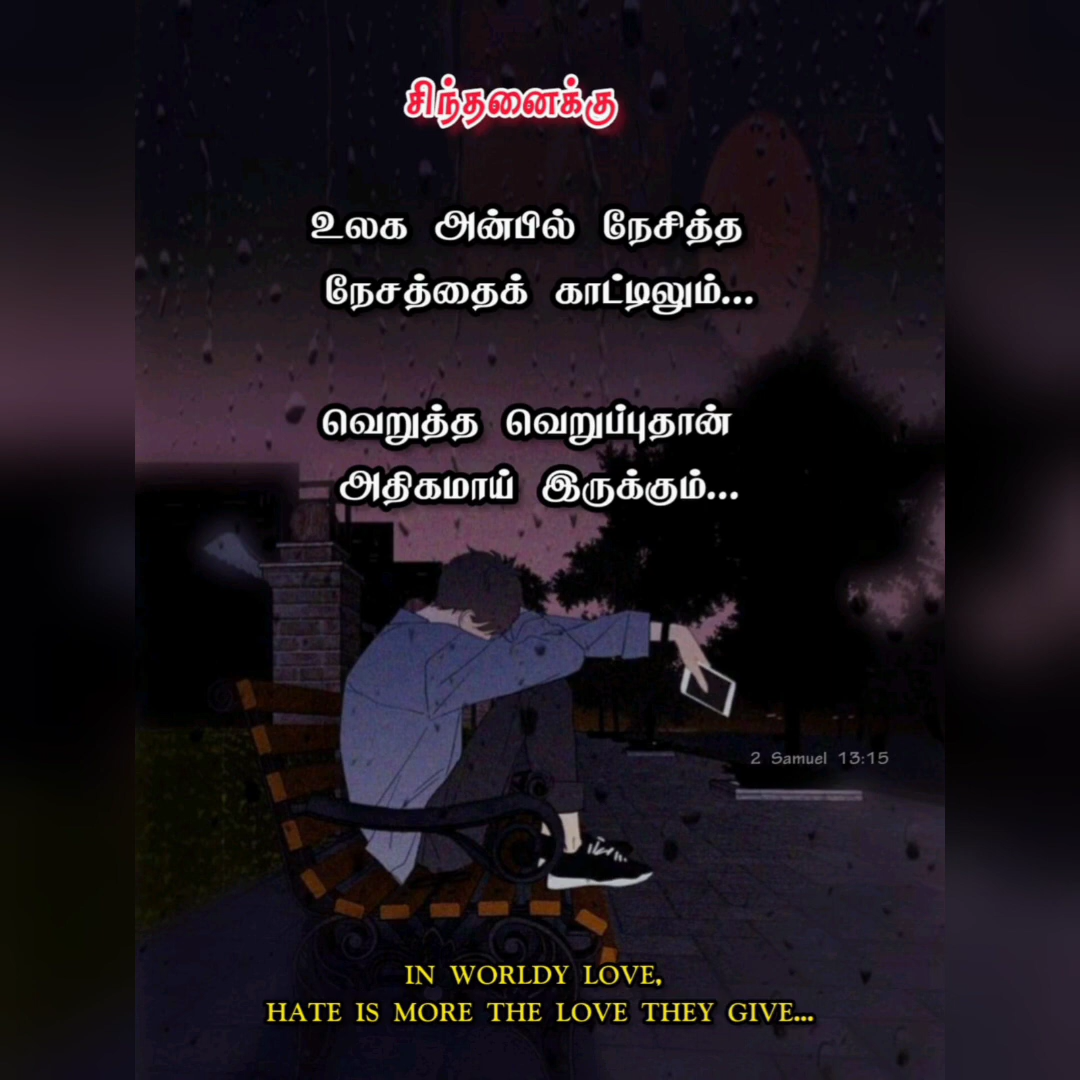 சிந்தனைக்கு
உலக அன்பில் நேசித்த
நேசத்தைக் காட்டிலும்...
வெறுத்த வெறுப்புதான்
அதிகமாய் இருக்கும்...
2 Samuel 13:15
IN WORLDY LOVE,
HATE IS MORE THE LOVE THEY GIVE...